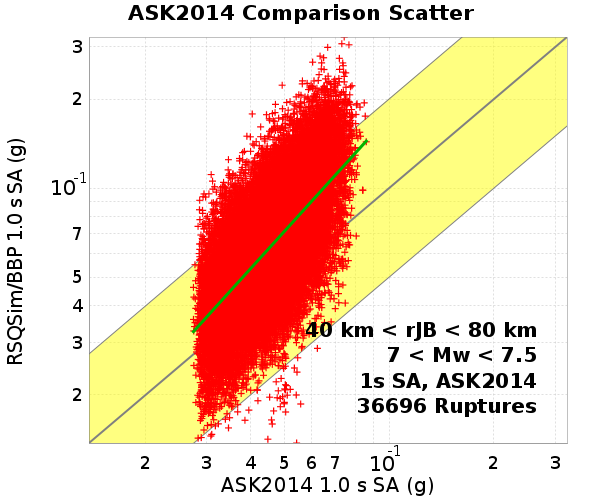 ASK2014 Comparison Scatter
RSQSim/BBP 1.0 s SA (g)
3
2
10^-1
7
5
4
3
2
40 km < rJB < 80 km
7 < Mw < 7.5
1s SA, ASK2014
36696 Ruptures
2 3 4 5 6 7 10^-1 2 3
ASK2014 1.0 s SA (g)